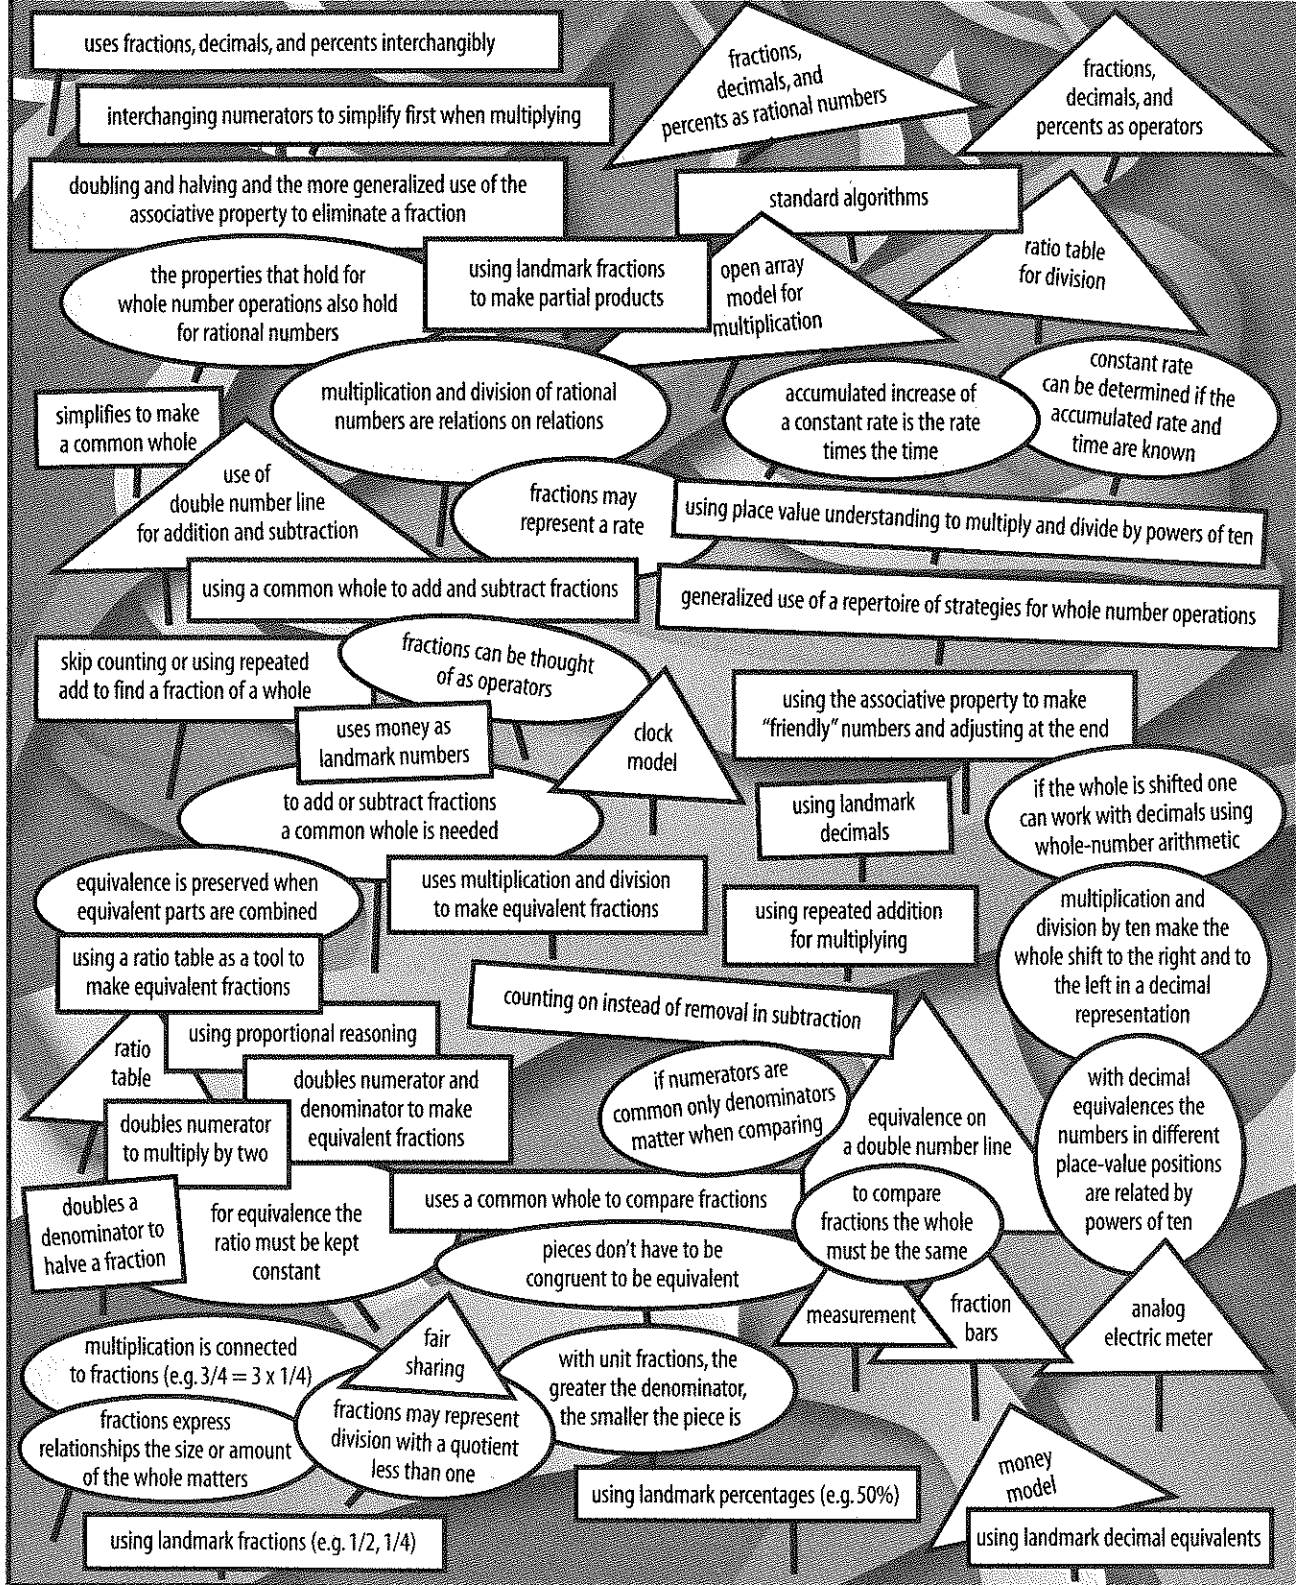 uses fractions, decimals, and percents interchangibly
fractions,
decimals, and
percents as rational numbers
fractions,
decimals, and
percents as operators
interchanging numerators to simplify first when multiplying
doubling and halving and the more generalized use of the
associative property to eliminate a fraction
standard algorithms
the properties that hold for
whole number operations also hold
for rational numbers
using landmark fractions
to make partial products
open array
model for
multiplication
ratio table
for division
multiplication and division of rational
numbers are relations on relations
accumulated increase of
a constant rate is the rate
times the time
constant rate
can be determined if the
accumulated rate and
time are known
simplifies to make
a common whole
use of
double number line
for addition and subtraction
fractions may
represent a rate
using place value understanding to multiply and divide by powers of ten
using a common whole to add and subtract fractions
generalized use of a repertoire of strategies for whole number operations
skip counting or using repeated
add to find a fraction of a whole
fractions can be thought
of as operators
uses money as
landmark numbers
clock
model
using the associative property to make
"friendly" numbers and adjusting at the end
to add or subtract fractions
a common whole is needed
using landmark
decimals
if the whole is shifted one
can work with decimals using
whole-number arithmetic
equivalence is preserved when
equivalent parts are combined
uses multiplication and division
to make equivalent fractions
using repeated addition
for multiplying
multiplication and
division by ten make the
whole shift to the right and to
the left in a decimal
representation
using a ratio table as a tool to
make equivalent fractions
counting on instead of removal in subtraction
using proportional reasoning
ratio
table
doubles numerator and
denominator to make
equivalent fractions
if numerators are
common only denominators
matter when comparing
equivalence on
a double number line
with decimal
equivalences the
numbers in different
place-value positions
are related by
powers of ten
doubles numerator
to multiply by two
doubles a
denominator to
halve a fraction
for equivalence the
ratio must be kept
constant
uses a common whole to compare fractions
to compare
fractions the whole
must be the same
pieces don't have to be
congruent to be equivalent
measurement
fraction
bars
analog
electric meter
multiplication is connected
to fractions (e.g. 3/4 = 3 x 1/4)
fair
sharing
with unit fractions, the
greater the denominator,
the smaller the piece is
fractions express
relationships the size or amount
of the whole matters
fractions may represent
division with a quotient
less than one
money
model
using landmark percentages (e.g. 50%)
using landmark fractions (e.g. 1/2, 1/4)
using landmark decimal equivalents